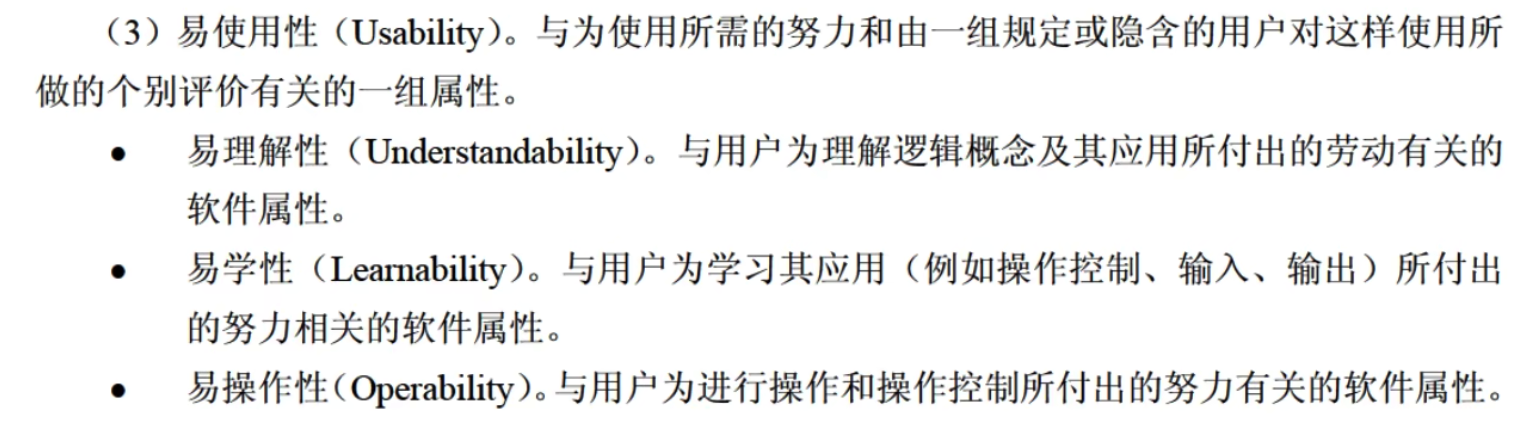 （3）易使用性（Usability）。与为使用所需的努力和由一组规定或隐含的用户对这样使用所
做的个别评价有关的一组属性。
● 易理解性（Understandability）。与用户为理解逻辑概念及其应用所付出的劳动有关的
软件属性。
● 易学性（Learnability）。与用户为学习其应用（例如操作控制、输入、输出）所付出
的努力相关的软件属性。
● 易操作性（Operability）。与用户为进行操作和操作控制所付出的努力有关的软件属性。